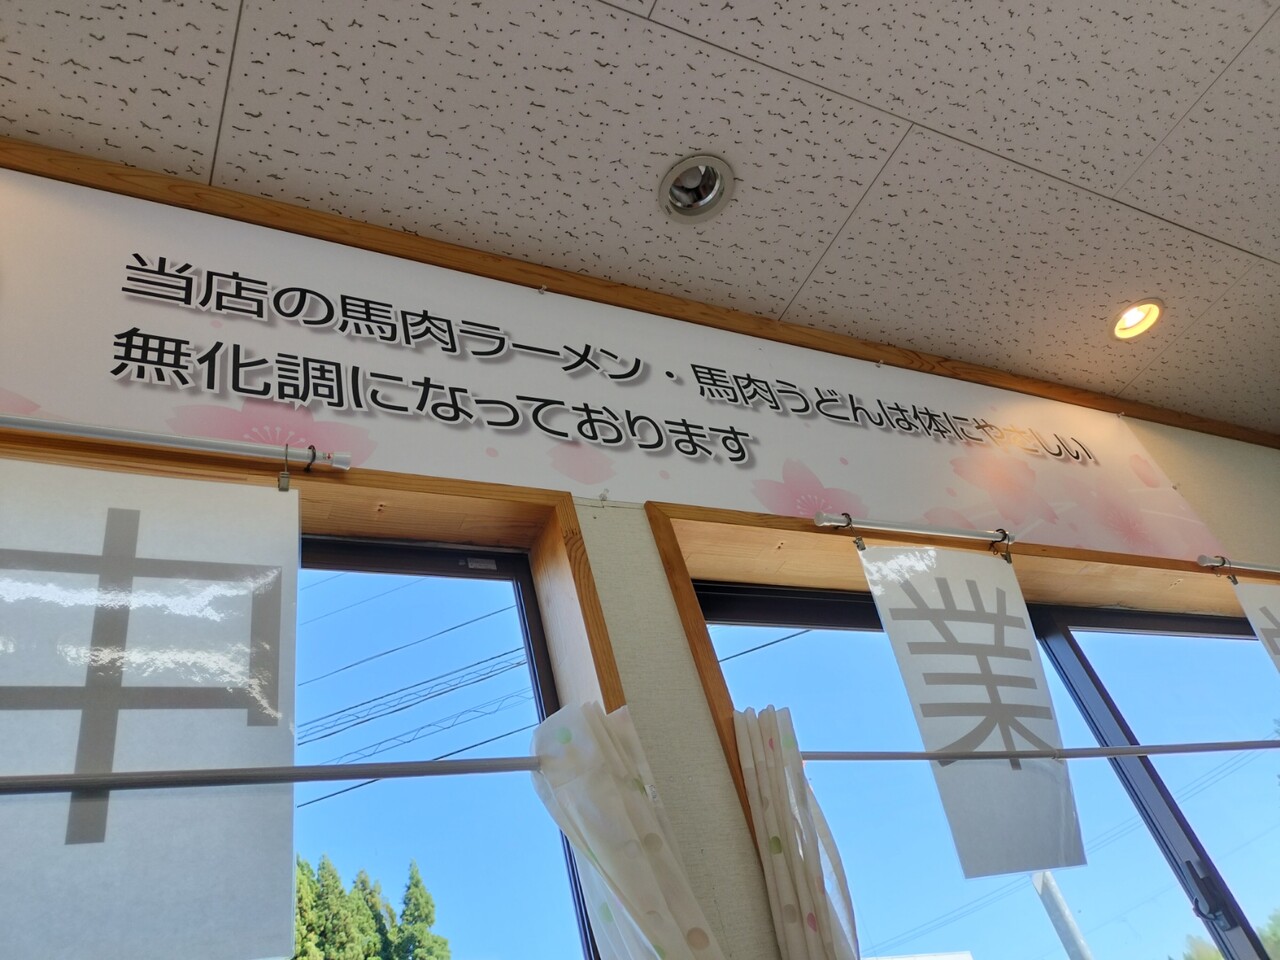 当店の馬肉ラーメン・馬肉うどんは体にやさしい
無化調になっております
中
業